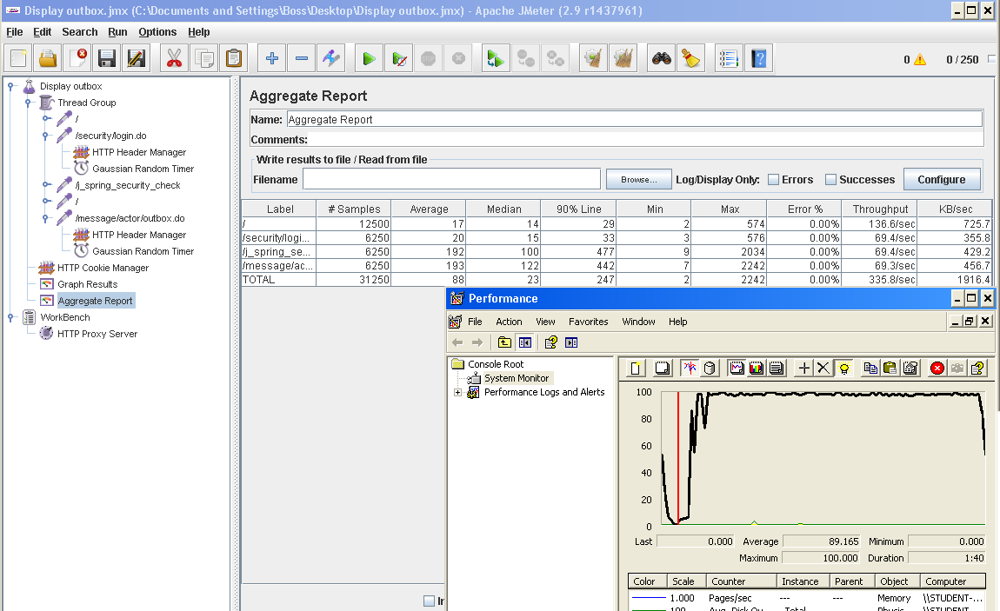 Display outbox.jmx (C:\Documents and Settings\Boss\Desktop\Display outbox.jmx) - Apache JMeter (2.9 r1437961)
File Edit Search Run Options Help
0 0 / 250
Display outbox
Thread Group
/
/security/login.do
HTTP Header Manager
Gaussian Random Timer
/j_spring_security_check
/
/message/actor/outbox.do
HTTP Header Manager
Gaussian Random Timer
HTTP Cookie Manager
Graph Results
Aggregate Report
WorkBench
HTTP Proxy Server
Aggregate Report
Name: Aggregate Report
Comments:
Write results to file / Read from file
Filename Browse... Log/Display Only: Errors Successes Configure
Label # Samples Average Median 90% Line Min Max Error % Throughput KB/sec
/ 12500 17 14 29 2 574 0.00% 136.6/sec 725.7
/security/logi... 6250 20 15 33 3 576 0.00% 69.4/sec 355.8
/j_spring_se... 6250 192 100 477 9 2034 0.00% 69.4/sec 429.2
/message/ac... 6250 193 122 442 7 2242 0.00% 69.3/sec 456.7
TOTAL 31250 88 23 247 2 2242 0.00% 335.8/sec 1916.4
Performance
File Action View Favorites Window Help
Console Root
System Monitor
Performance Logs and Alerts
100
80
60
40
20
0
Last 0.000 Average 89.165 Minimum 0.000
Maximum 100.000 Duration 1:40
Color Scale Counter Instance Parent Object Computer
1.000 Pages/sec --- --- Memory \\STUDENT-...